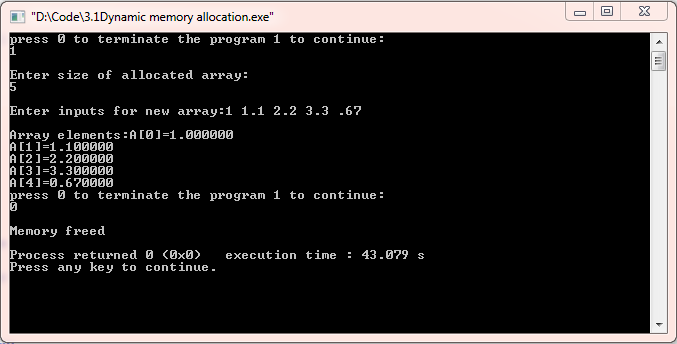 "D:\Code\3.1Dynamic memory allocation.exe"
press 0 to terminate the program 1 to continue:
1
Enter size of allocated array:
5
Enter inputs for new array:1 1.1 2.2 3.3 .67
Array elements:A[0]=1.000000
A[1]=1.100000
A[2]=2.200000
A[3]=3.300000
A[4]=0.670000
press 0 to terminate the program 1 to continue:
0
Memory freed
Process returned 0 (0x0)   execution time : 43.079 s
Press any key to continue.